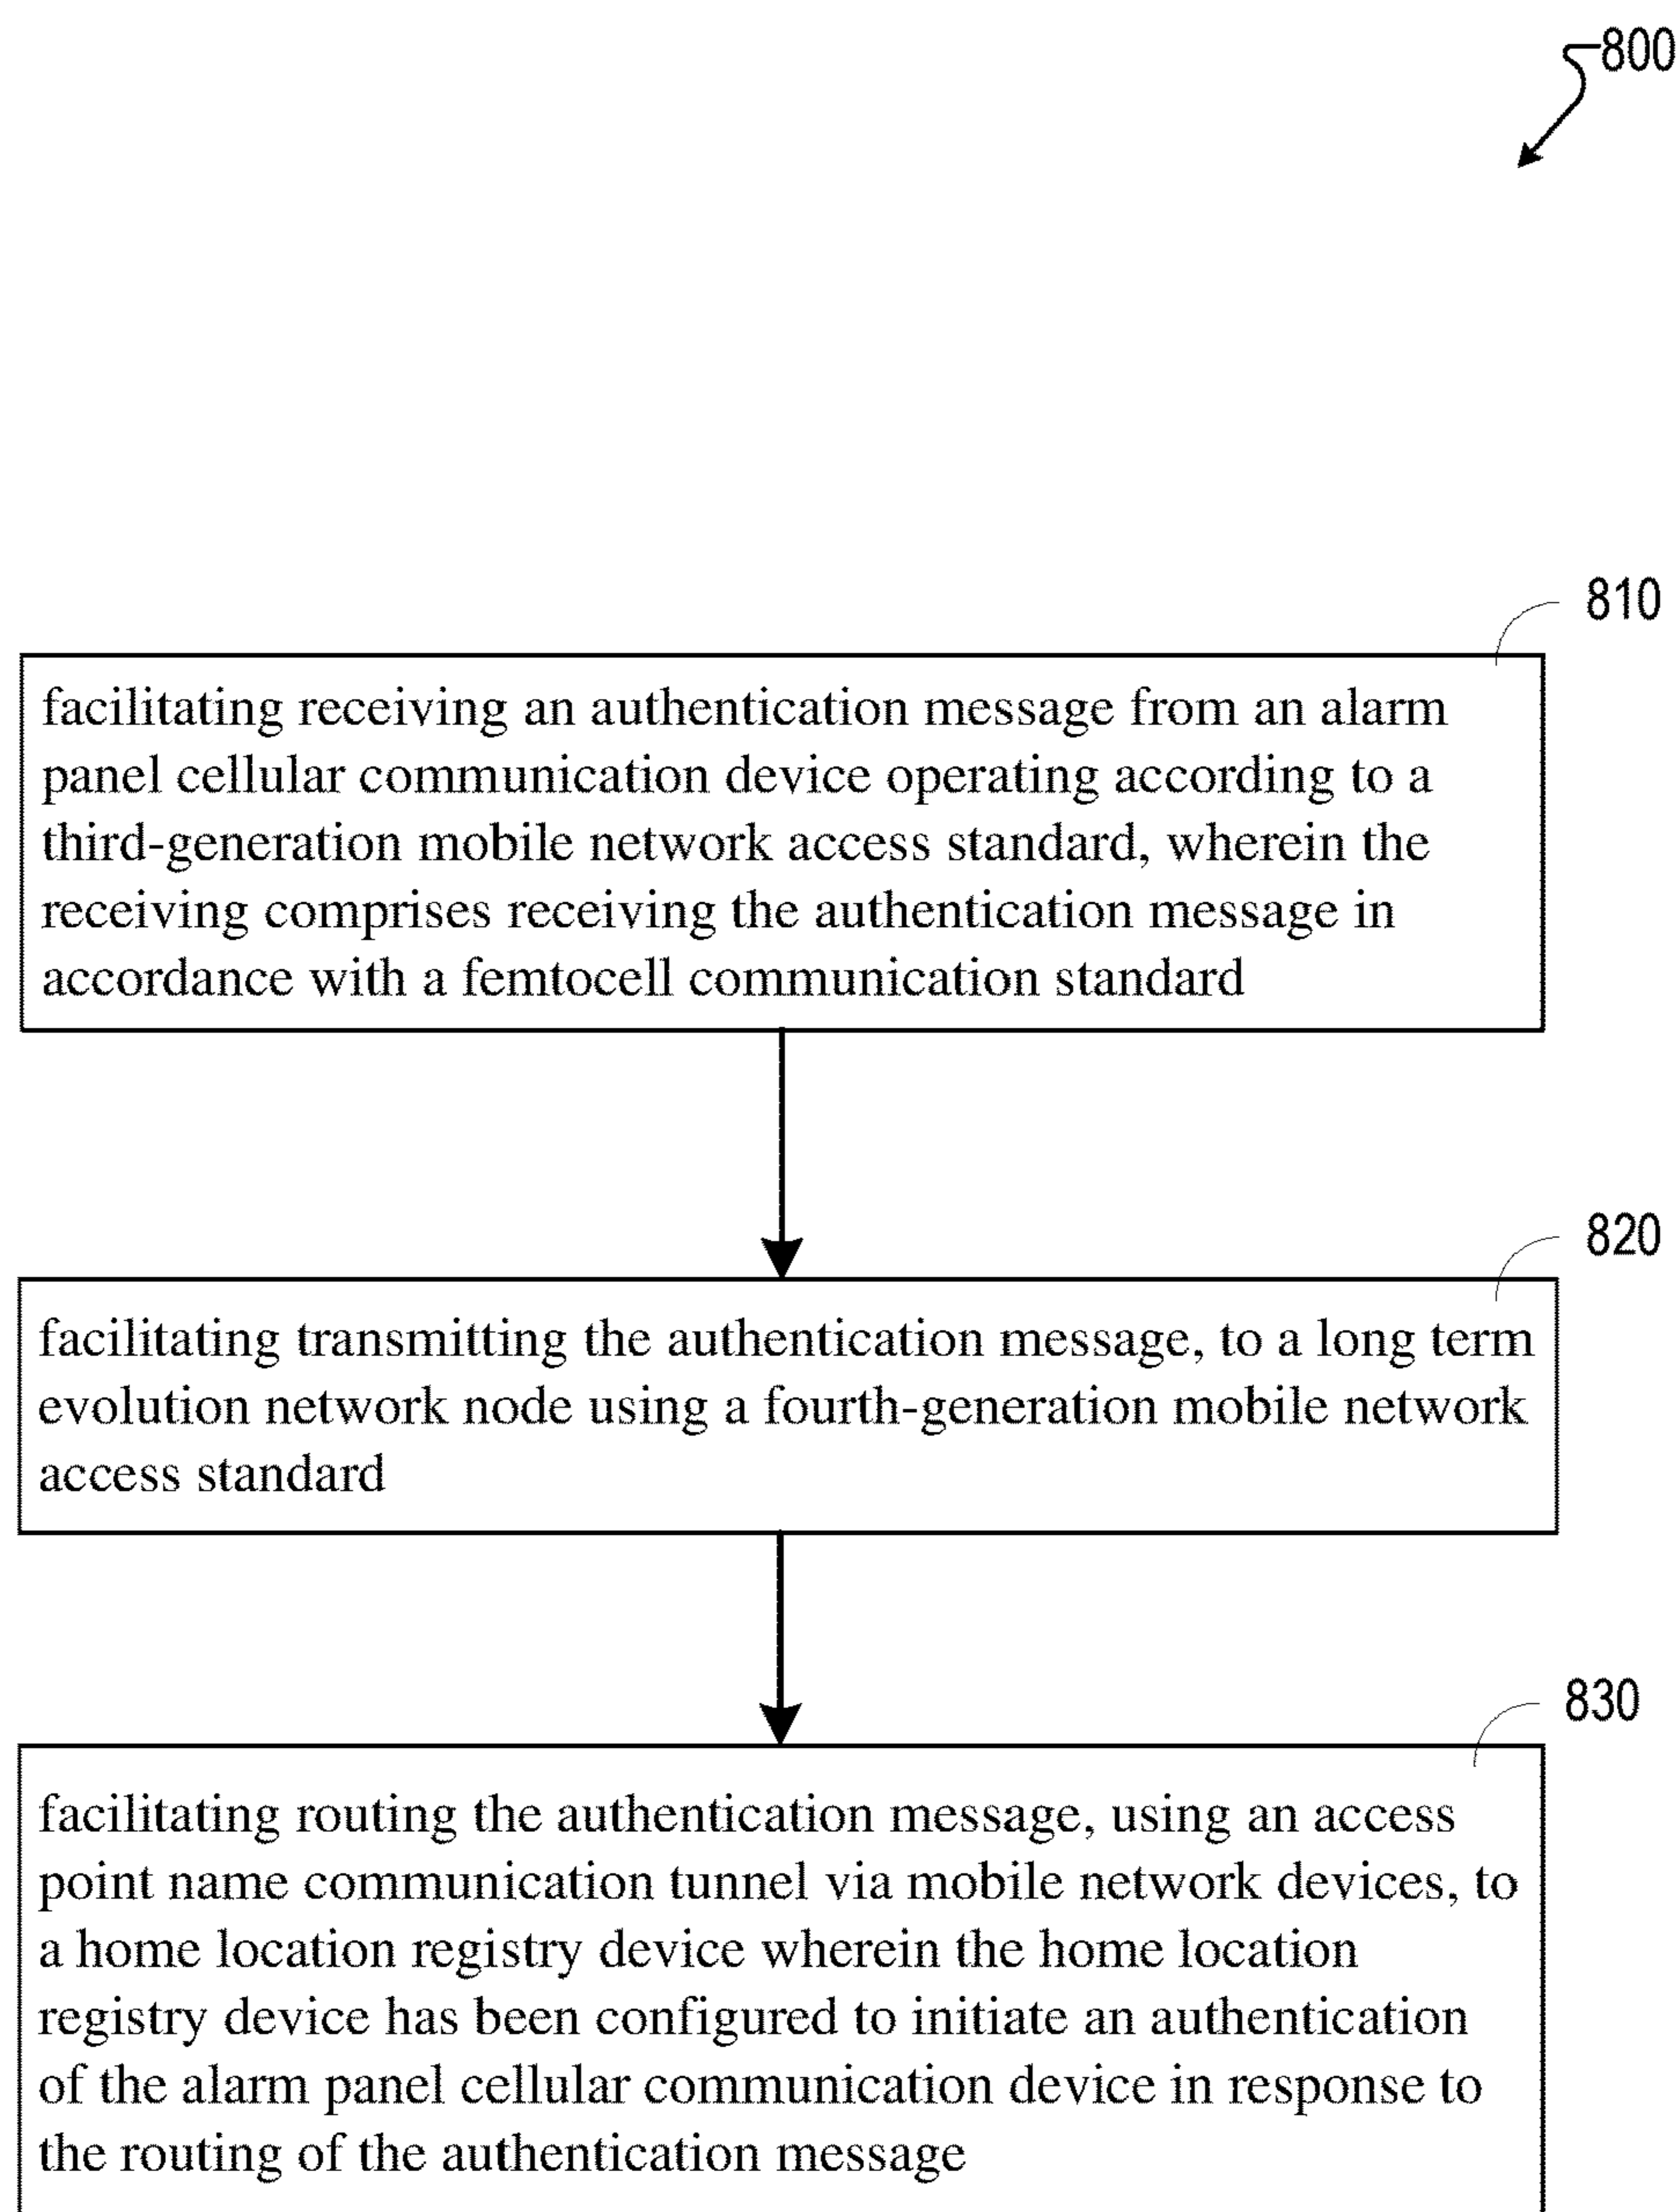 800
810
facilitating receiving an authentication message from an alarm
panel cellular communication device operating according to a
third-generation mobile network access standard, wherein the
receiving comprises receiving the authentication message in
accordance with a femtocell communication standard
820
facilitating transmitting the authentication message, to a long term
evolution network node using a fourth-generation mobile network
access standard
830
facilitating routing the authentication message, using an access
point name communication tunnel via mobile network devices, to
a home location registry device wherein the home location
registry device has been configured to initiate an authentication
of the alarm panel cellular communication device in response to
the routing of the authentication message